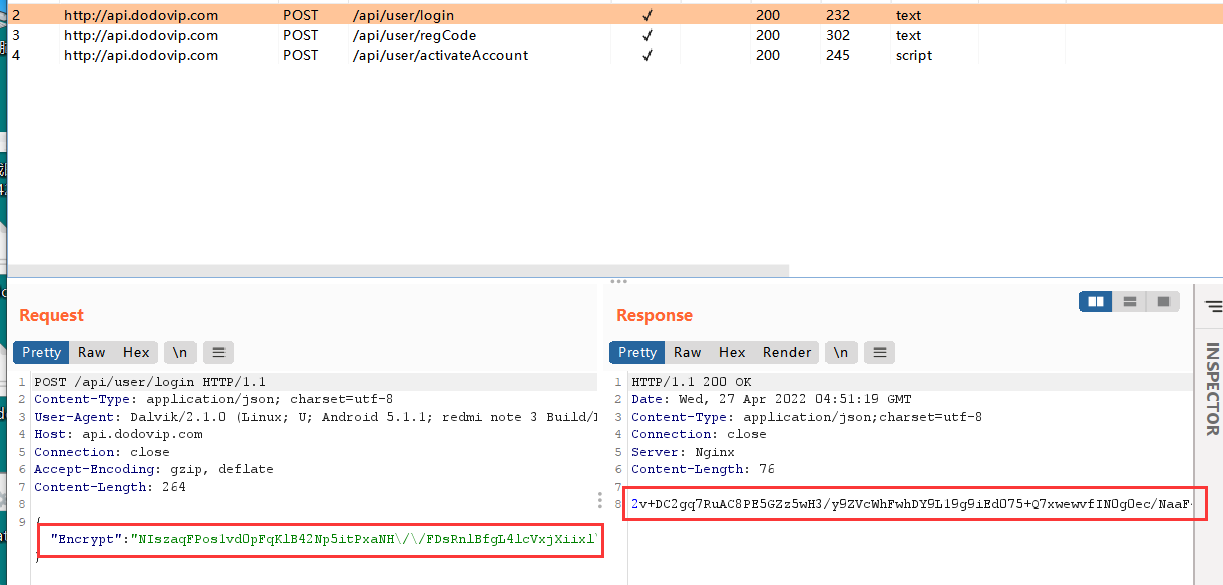 2 http://api.dodovip.com POST /api/user/login ✓ 200 232 text
3 http://api.dodovip.com POST /api/user/regCode ✓ 200 302 text
4 http://api.dodovip.com POST /api/user/activateAccount ✓ 200 245 script
Request
Pretty Raw Hex \n
1 POST /api/user/login HTTP/1.1
2 Content-Type: application/json; charset=utf-8
3 User-Agent: Dalvik/2.1.0 (Linux; U; Android 5.1.1; redmi note 3 Build/
4 Host: api.dodovip.com
5 Connection: close
6 Accept-Encoding: gzip, deflate
7 Content-Length: 264
8
9 {
"Encrypt":"NIszaqFPos1vd0pFqKlB42Np5itPxaNH\/\/FDsRnlBfgL4lcVxjXiixl
}
Response
Pretty Raw Hex Render \n
1 HTTP/1.1 200 OK
2 Date: Wed, 27 Apr 2022 04:51:19 GMT
3 Content-Type: application/json;charset=utf-8
4 Connection: close
5 Server: Nginx
6 Content-Length: 76
7
8 2v+DC2gq7RuAC8PE5GZz5wH3/y9ZVcWhFwhDY9L19g9iEd075+Q7xwewvfIN0gOec/NaaF
INSPECTOR